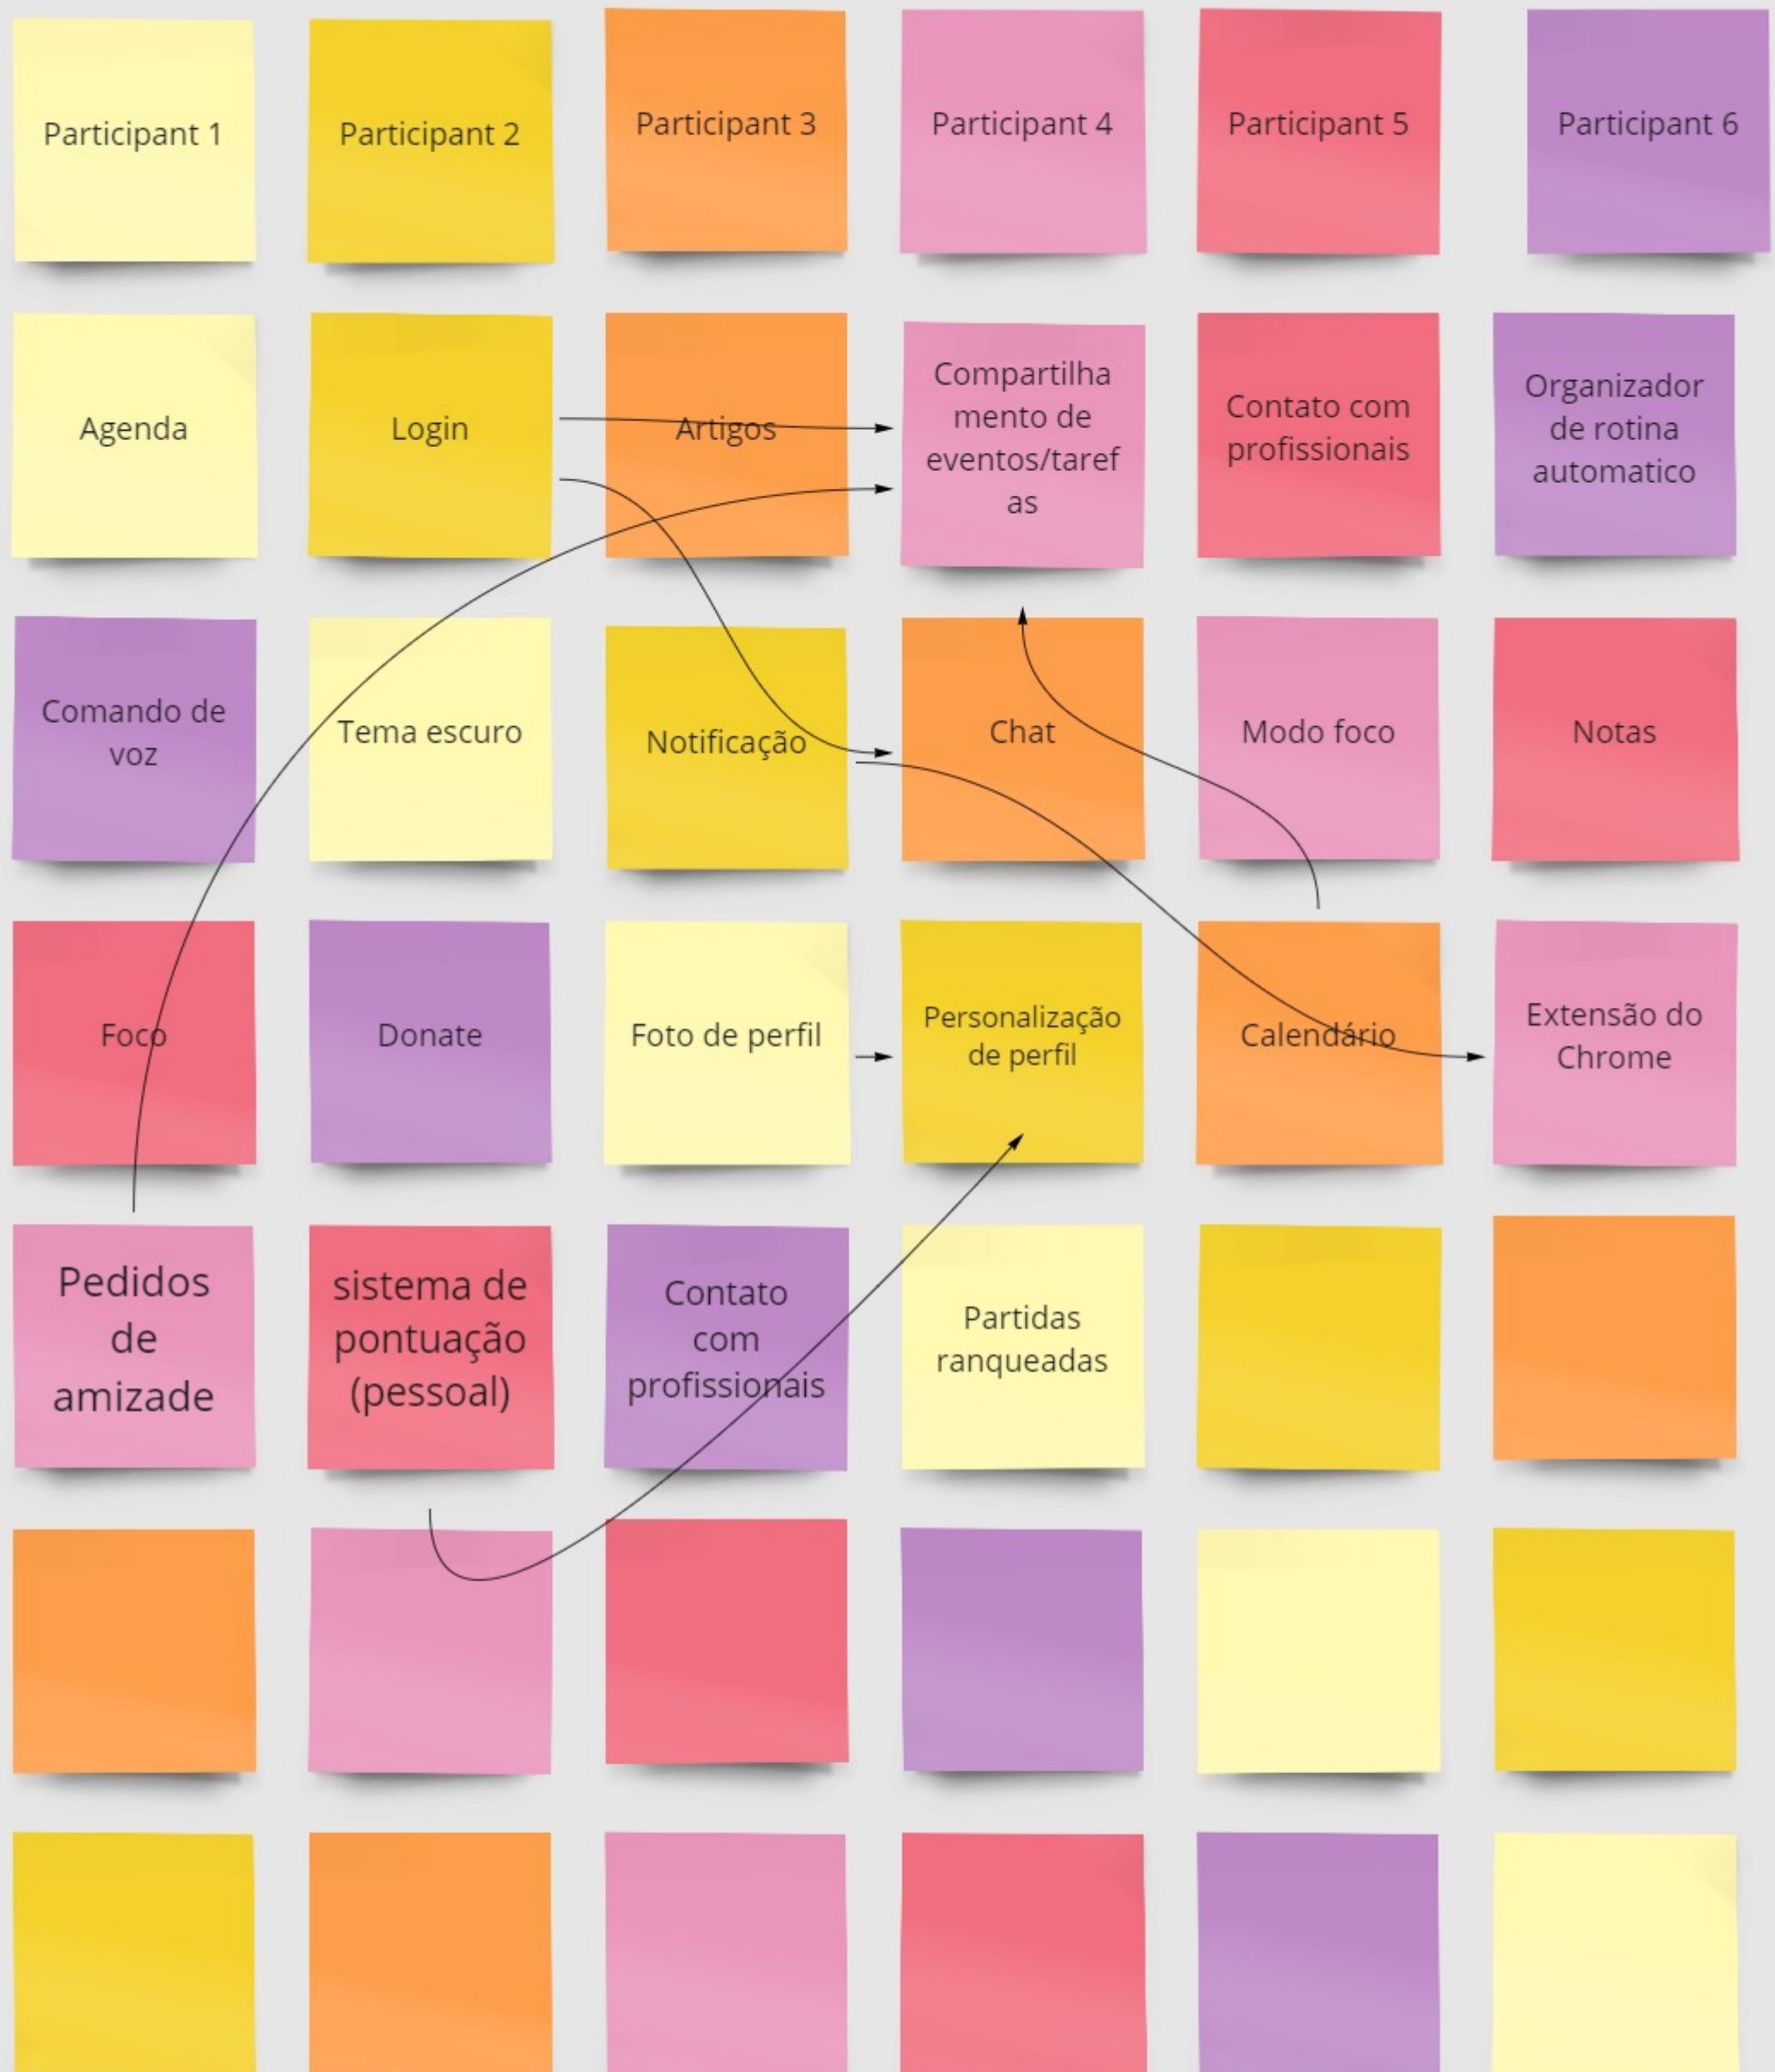 Participant 1
Participant 2
Participant 3
Participant 4
Participant 5
Participant 6
Agenda
Login
Artigos
Compartilha
mento de
eventos/taref
as
Contato com
profissionais
Organizador
de rotina
automatico
Comando de
voz
Tema escuro
Notificação
Chat
Modo foco
Notas
Foco
Donate
Foto de perfil
Personalização
de perfil
Calendário
Extensão do
Chrome
Pedidos
de
amizade
sistema de
pontuação
(pessoal)
Contato
com
profissionais
Partidas
ranqueadas